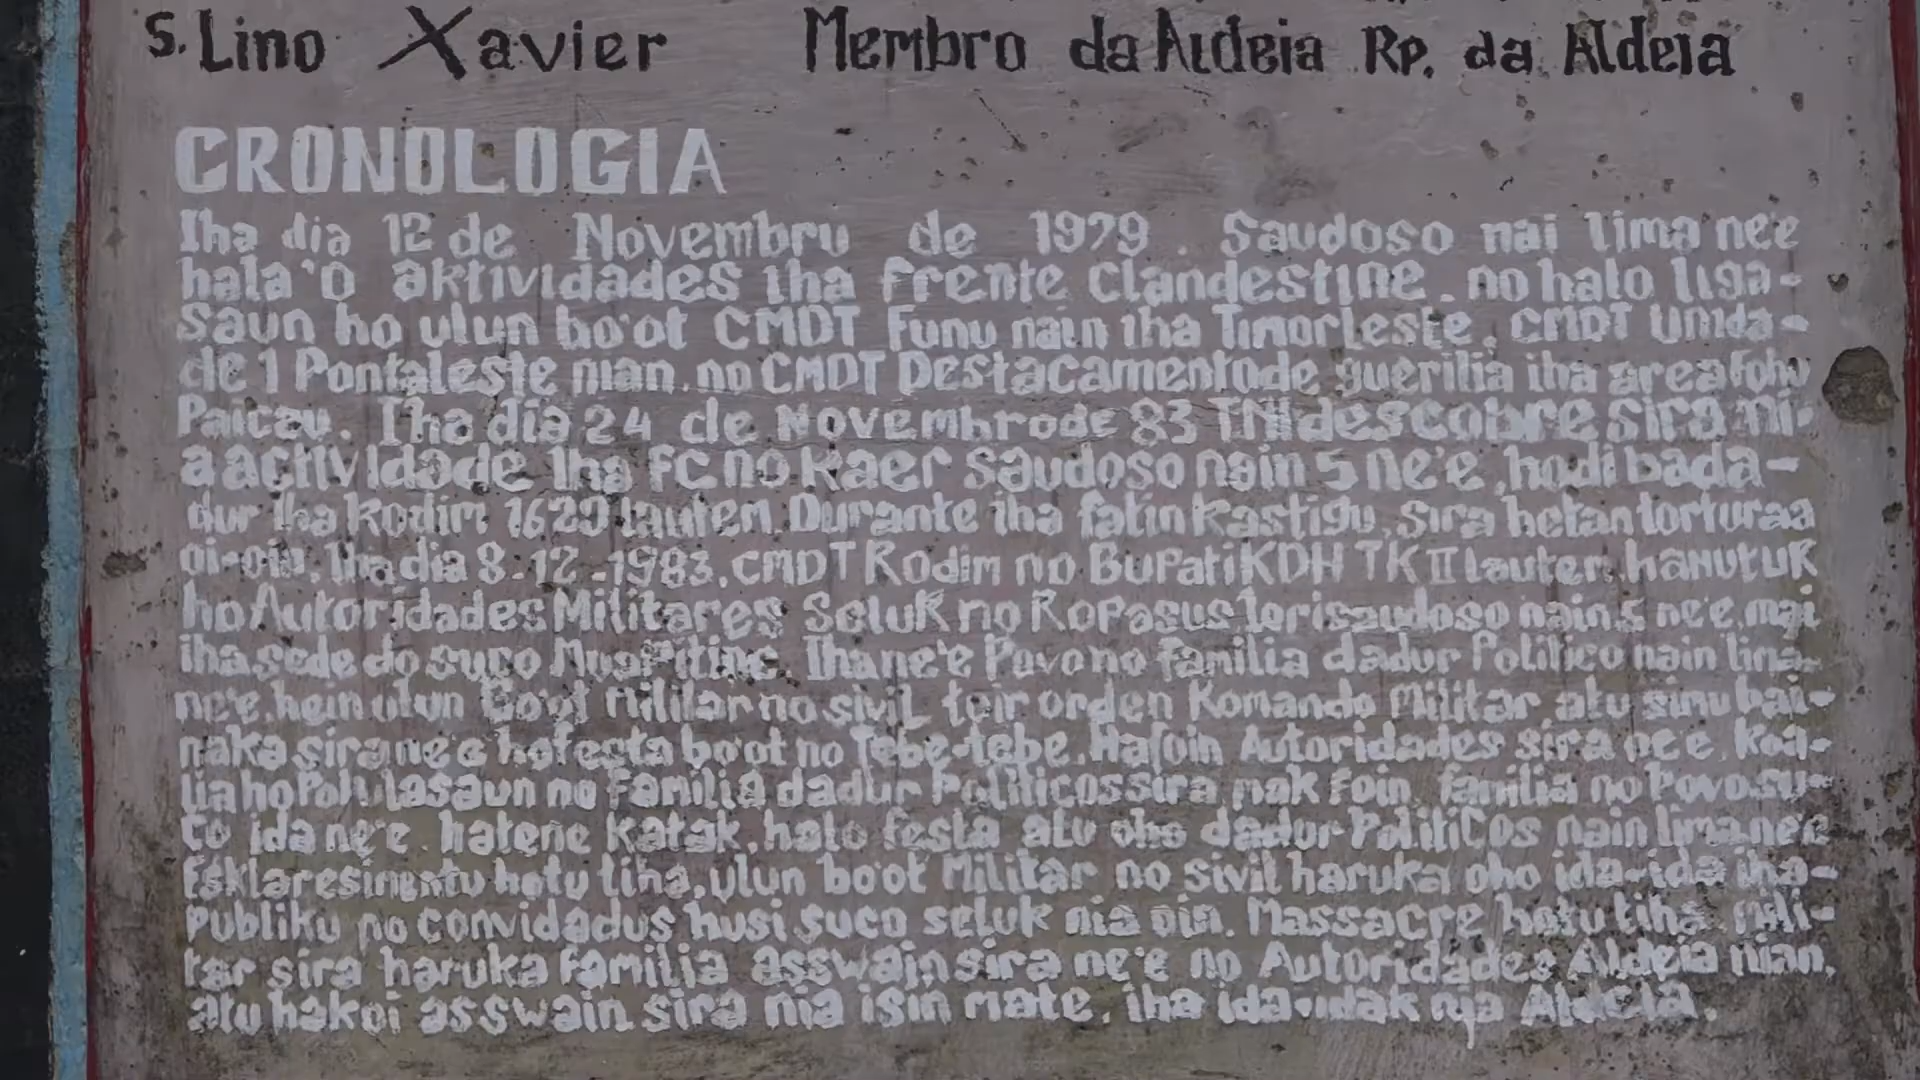 S. Lino Xavier Membro da Aldeia Rp. da Aldeia
CRONOLOGIA
Iha dia 12 de Novembru de 1979. Saudoso nai lima ne'e
hala'o aktividades iha frente Clandestine. no halo liga-
saun ho ulun bo'ot CMDT Funu nain iha Timor Leste. CMDT Unida-
de 1 Pontaleste nian. no CMDT Destacamentode guerilia iha area foho
Paitau. Iha dia 24 de Novembrode 83 TNI descobre sira ni-
a actividade iha FC no Kaer Saudoso nain 5 ne'e, hodi bada-
dur iha Kodim 1629 lautem. Durante iha fatin kastigu, sira hetan torturaa
oi-oin. Iha dia 8-12-1983, CMDT Rodim no Bupati KDH TK II lautem, hanutuk
ho Autoridades Militares Seluk no Kopasus lori saudoso nain 5 ne'e, mai
iha sede do suco Muapitine. Iha ne'e Povo no familia dadur Politico nain lima
ne'e, hein ulun bo'ot militar no sivil tuir orden Komando Militar, atu simu bai-
naka sira ne'e ho festa bo'ot no Tebe-tebe. Hafoin Autoridades sira ne'e, koa-
lia ho Populasaun no Familia dadur Politicos sira mak foin, familia no Povo su-
co ida ne'e hatene katak, halo festa atu oho dadur Politicos nain lima ne'e
Esklaresimentu hotu tiha, ulun bo'ot Militar no sivil haruka oho ida-ida iha-
publiku no convidadus husi suco seluk nia oin. Massacre hotu tiha, mili-
tar sira haruka familia asswain sira ne'e no Autoridades Aldeia nian,
atu hakoi asswain sira nia isin mate, iha ida-idak nia Aldeia.